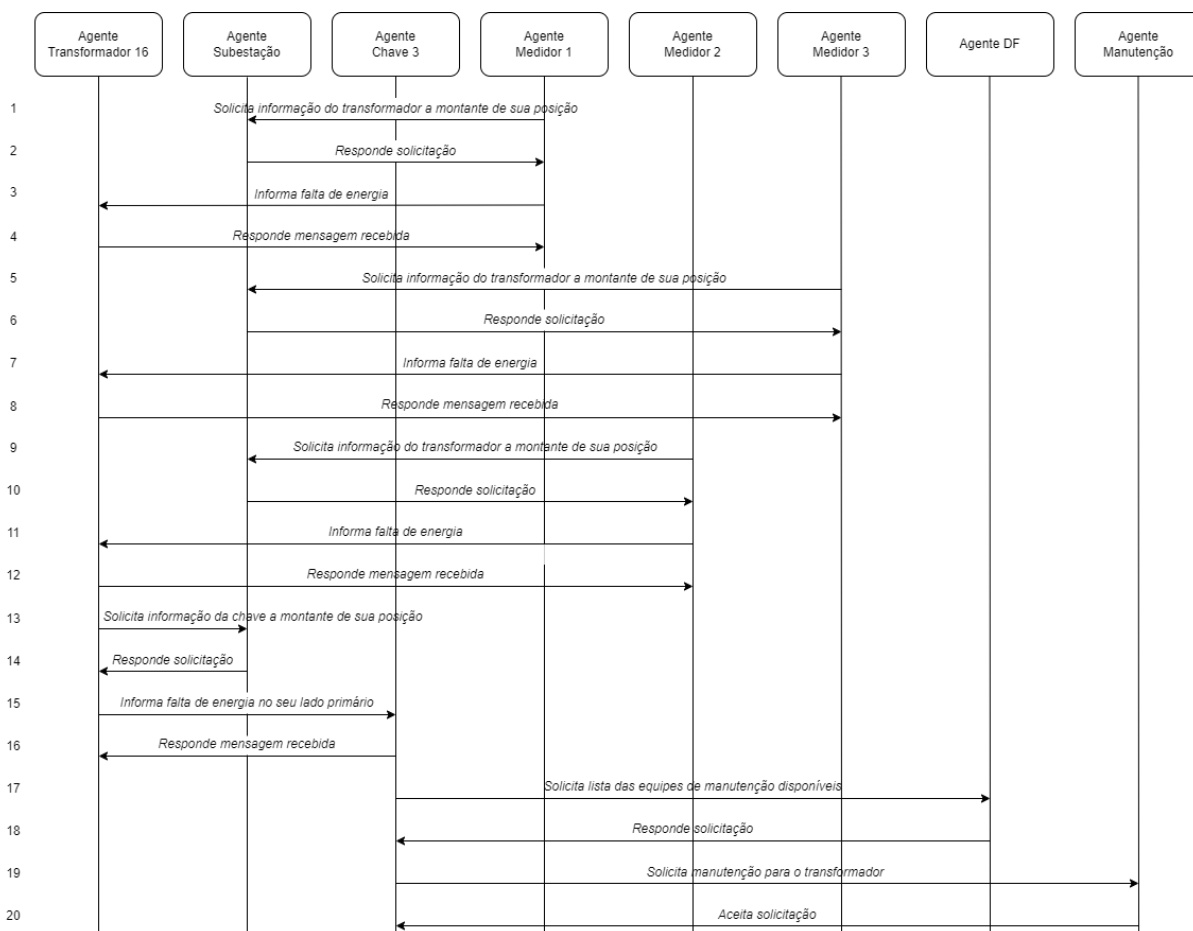 Agente
Transformador 16
Agente
Subestação
Agente
Chave 3
Agente
Medidor 1
Agente
Medidor 2
Agente
Medidor 3
Agente DF
Agente
Manutenção
1
Solicita informação do transformador a montante de sua posição
2
Responde solicitação
3
Informa falta de energia
4
Responde mensagem recebida
5
Solicita informação do transformador a montante de sua posição
6
Responde solicitação
7
Informa falta de energia
8
Responde mensagem recebida
9
Solicita informação do transformador a montante de sua posição
10
Responde solicitação
11
Informa falta de energia
12
Responde mensagem recebida
13
Solicita informação da chave a montante de sua posição
14
Responde solicitação
15
Informa falta de energia no seu lado primário
16
Responde mensagem recebida
17
Solicita lista das equipes de manutenção disponíveis
18
Responde solicitação
19
Solicita manutenção para o transformador
20
Aceita solicitação